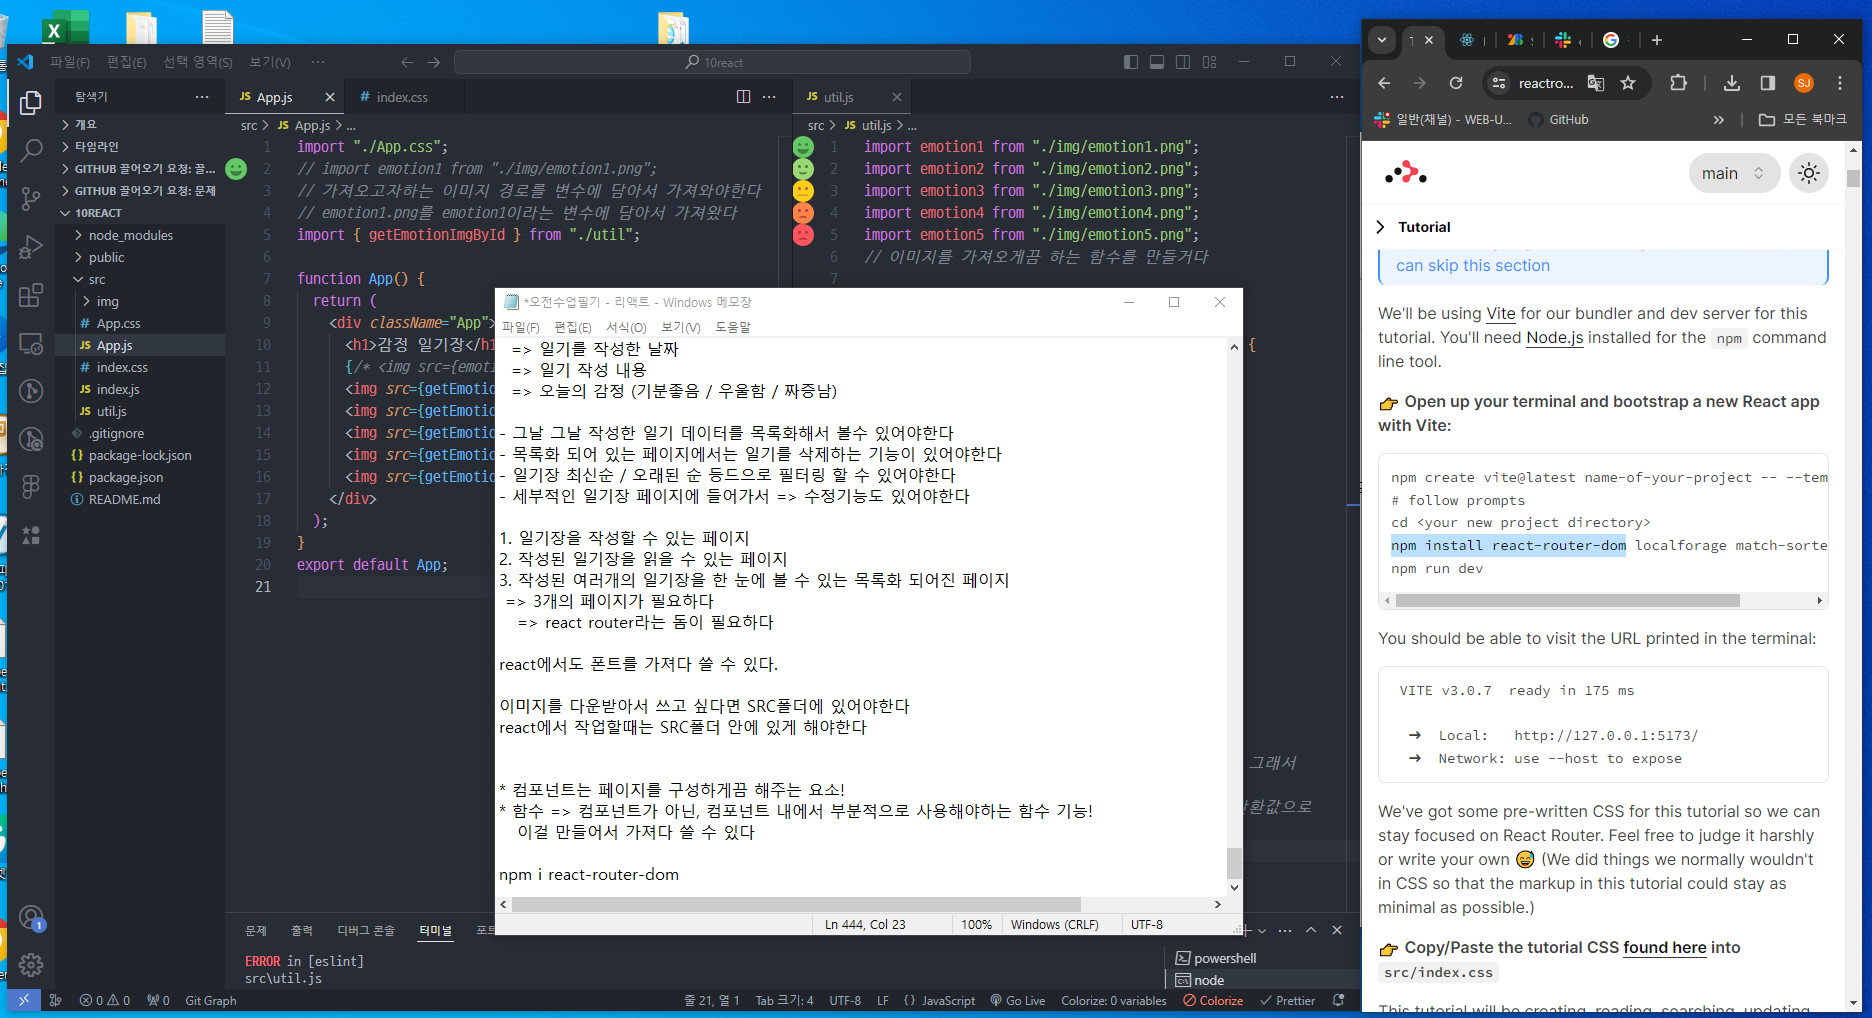 파일(F) 편집(E) 선택 영역(S) 보기(V) ···
10react
탐색기
개요
타임라인
GITHUB 끌어오기 요청: 끌...
GITHUB 끌어오기 요청: 문제
10REACT
node_modules
public
src
img
App.css
App.js
index.css
index.js
util.js
.gitignore
package-lock.json
package.json
README.md
JS App.js
# index.css
src > JS App.js > ...
1 import "./App.css";
2 // import emotion1 from "./img/emotion1.png";
3 // 가져오고자하는 이미지 경로를 변수에 담아서 가져와야한다
4 // emotion1.png를 emotion1이라는 변수에 담아서 가져왔다
5 import { getEmotionImgById } from "./util";
6
7 function App() {
8 return (
9 <div className="App">
10 <h1>감정 일기장</h1
11 {/* <img src={emoti
12 <img src={getEmotic
13 <img src={getEmotic
14 <img src={getEmotic
15 <img src={getEmotic
16 <img src={getEmotic
17 </div>
18 );
19 }
20 export default App;
21
JS util.js
src > JS util.js > ...
1 import emotion1 from "./img/emotion1.png";
2 import emotion2 from "./img/emotion2.png";
3 import emotion3 from "./img/emotion3.png";
4 import emotion4 from "./img/emotion4.png";
5 import emotion5 from "./img/emotion5.png";
6 // 이미지를 가져오게끔 하는 함수를 만들거다
7
{
그래서
환값으로
*오전수업필기 - 리액트 - Windows 메모장
파일(F) 편집(E) 서식(O) 보기(V) 도움말
=> 일기를 작성한 날짜
=> 일기 작성 내용
=> 오늘의 감정 (기분좋음 / 우울함 / 짜증남)
- 그날 그날 작성한 일기 데이터를 목록화해서 볼수 있어야한다
- 목록화 되어 있는 페이지에서는 일기를 삭제하는 기능이 있어야한다
- 일기장 최신순 / 오래된 순 등드으로 필터링 할 수 있어야한다
- 세부적인 일기장 페이지에 들어가서 => 수정기능도 있어야한다
1. 일기장을 작성할 수 있는 페이지
2. 작성된 일기장을 읽을 수 있는 페이지
3. 작성된 여러개의 일기장을 한 눈에 볼 수 있는 목록화 되어진 페이지
=> 3개의 페이지가 필요하다
=> react router라는 돔이 필요하다
react에서도 폰트를 가져다 쓸 수 있다.
이미지를 다운받아서 쓰고 싶다면 SRC폴더에 있어야한다
react에서 작업할때는 SRC폴더 안에 있게 해야한다
* 컴포넌트는 페이지를 구성하게끔 해주는 요소!
* 함수 => 컴포넌트가 아닌, 컴포넌트 내에서 부분적으로 사용해야하는 함수 기능!
이걸 만들어서 가져다 쓸 수 있다
npm i react-router-dom
Ln 444, Col 23 100% Windows (CRLF) UTF-8
문제 출력 디버그 콘솔 터미널 포트
ERROR in [eslint]
src\util.js
powershell
node
0 0 0 Git Graph
줄 21, 열 1 Tab 크기: 4 UTF-8 LF {} JavaScript Go Live Colorize: 0 variables Colorize Prettier
reactro...
SJ
일반(채널) - WEB-U... GitHub » 모든 북마크
main
Tutorial
can skip this section
We'll be using Vite for our bundler and dev server for this
tutorial. You'll need Node.js installed for the npm command
line tool.
👉 Open up your terminal and bootstrap a new React app
with Vite:
npm create vite@latest name-of-your-project -- --tem
# follow prompts
cd <your new project directory>
npm install react-router-dom localforage match-sorte
npm run dev
You should be able to visit the URL printed in the terminal:
VITE v3.0.7 ready in 175 ms
➜ Local: http://127.0.0.1:5173/
➜ Network: use --host to expose
We've got some pre-written CSS for this tutorial so we can
stay focused on React Router. Feel free to judge it harshly
or write your own 😅 (We did things we normally wouldn't
in CSS so that the markup in this tutorial could stay as
minimal as possible.)
👉 Copy/Paste the tutorial CSS found here into
src/index.css
This tutorial will be creating, reading, searching, updating,